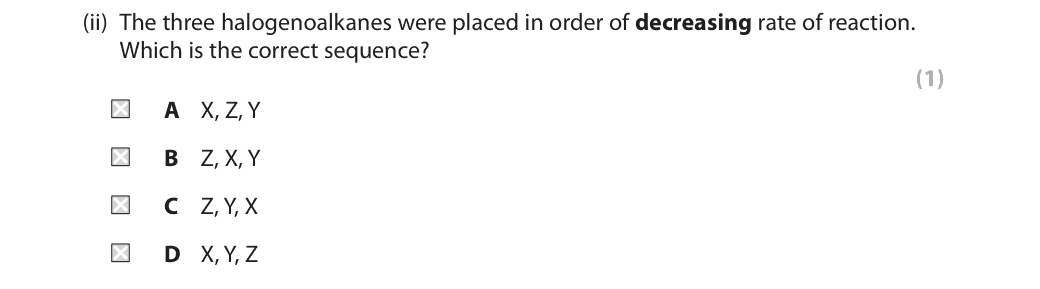 (ii) The three halogenoalkanes were placed in order of decreasing rate of reaction.
Which is the correct sequence?
(1)
A X, Z, Y
B Z, X, Y
C Z, Y, X
D X, Y, Z